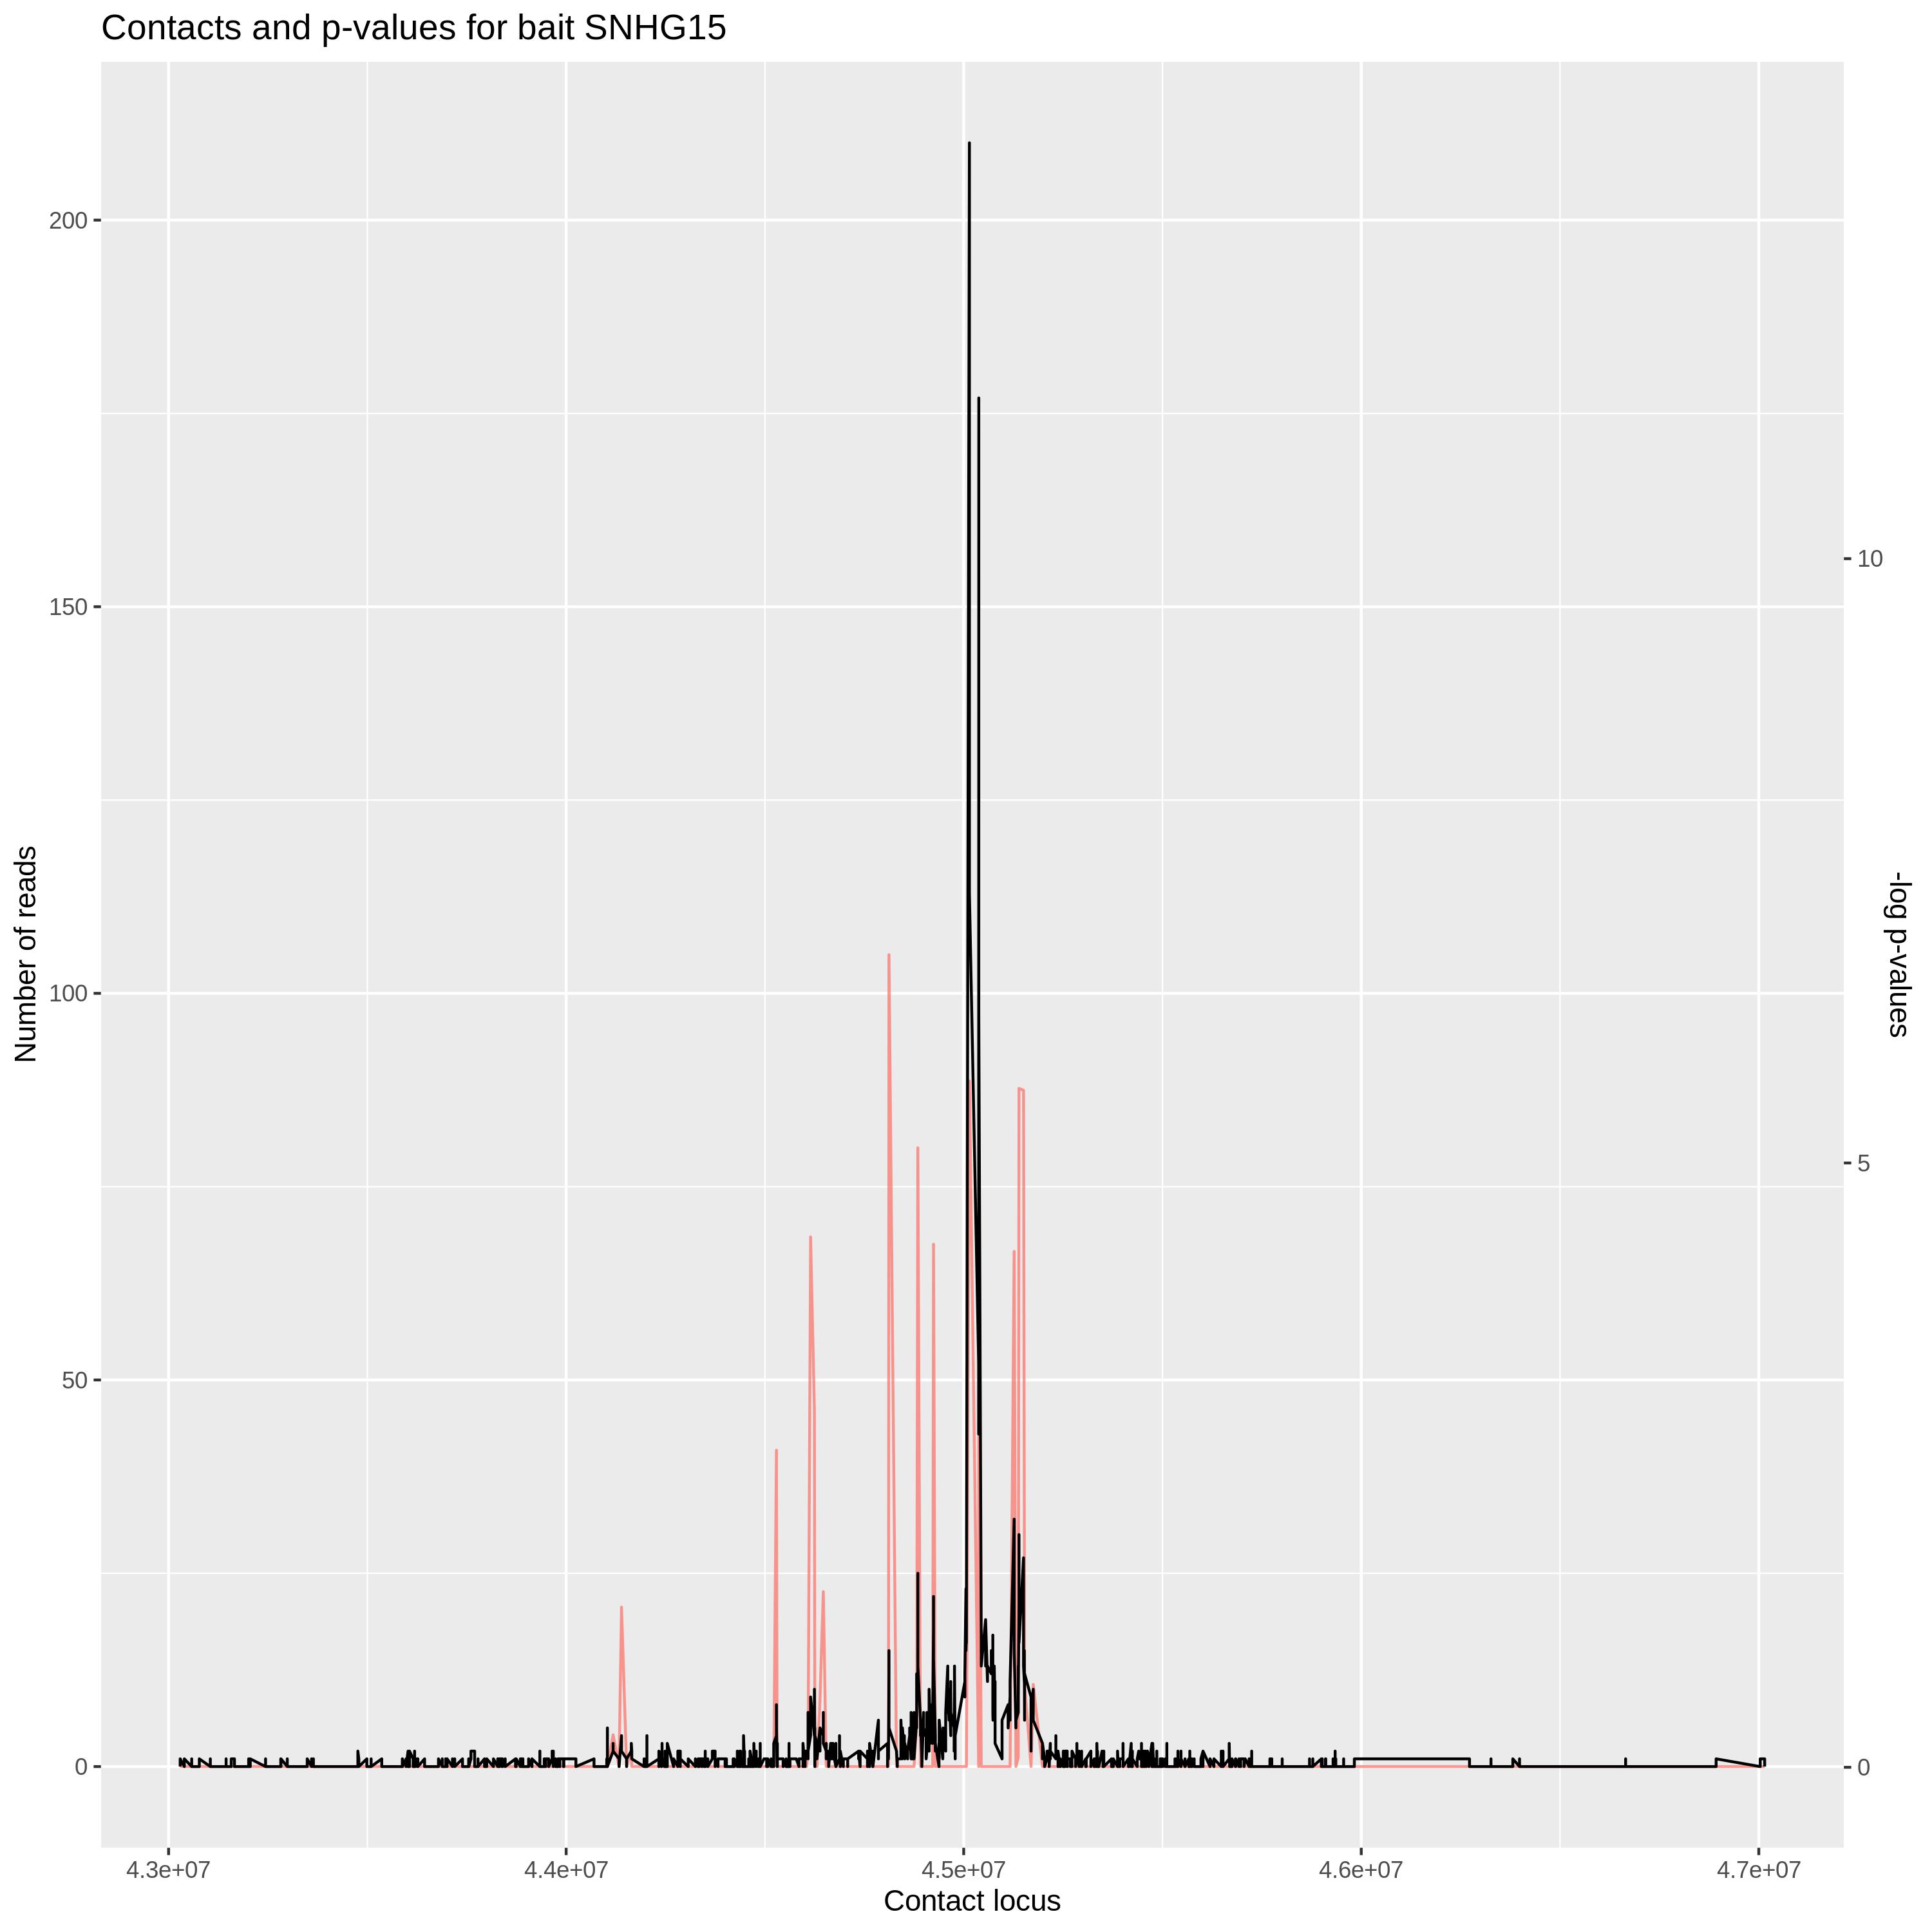 Contacts and p-values for bait SNHG15
Number of reads
200
150
100
50
0
10
5
0
-log p-values
4.3e+07
4.4e+07
4.5e+07
4.6e+07
4.7e+07
Contact locus